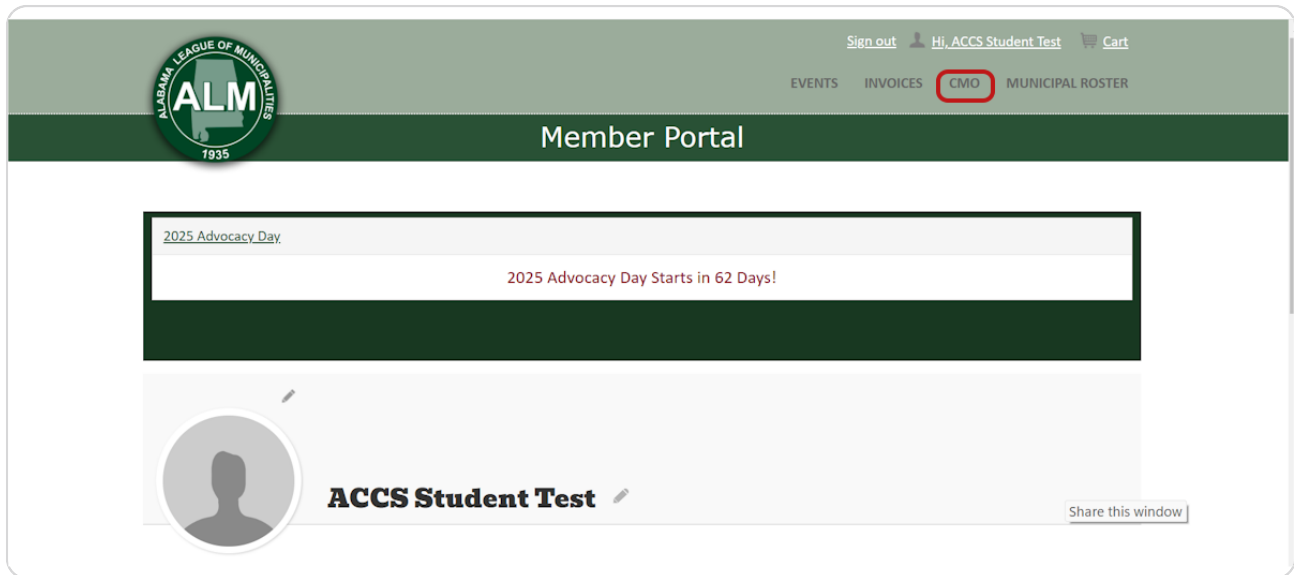 Sign out Hi, ACCS Student Test Cart
ALABAMA LEAGUE OF MUNICIPALITIES
ALM
1935
EVENTS INVOICES CMO MUNICIPAL ROSTER
Member Portal
2025 Advocacy Day
2025 Advocacy Day Starts in 62 Days!
ACCS Student Test
Share this window